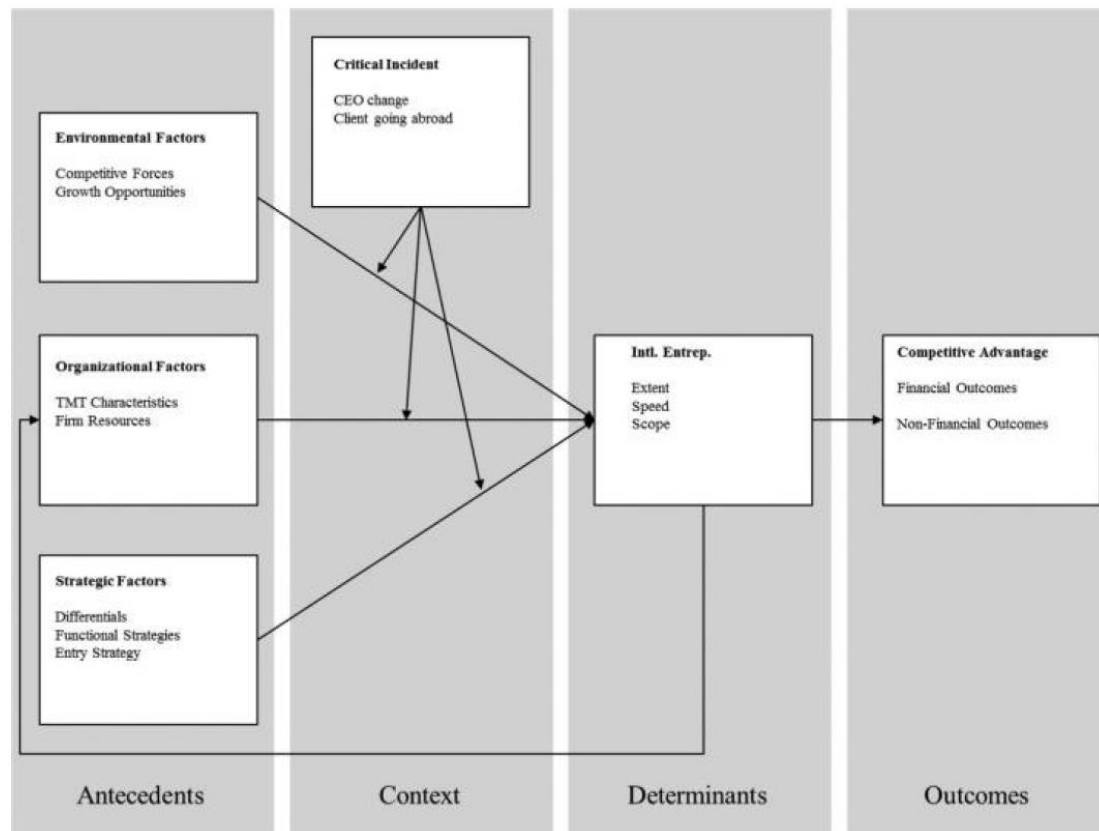 Critical Incident
CEO change
Client going abroad
Environmental Factors
Competitive Forces
Growth Opportunities
Organizational Factors
TMT Characteristics
Firm Resources
Strategic Factors
Differentials
Functional Strategies
Entry Strategy
Intl. Entrep.
Extent
Speed
Scope
Competitive Advantage
Financial Outcomes
Non-Financial Outcomes
Antecedents
Context
Determinants
Outcomes